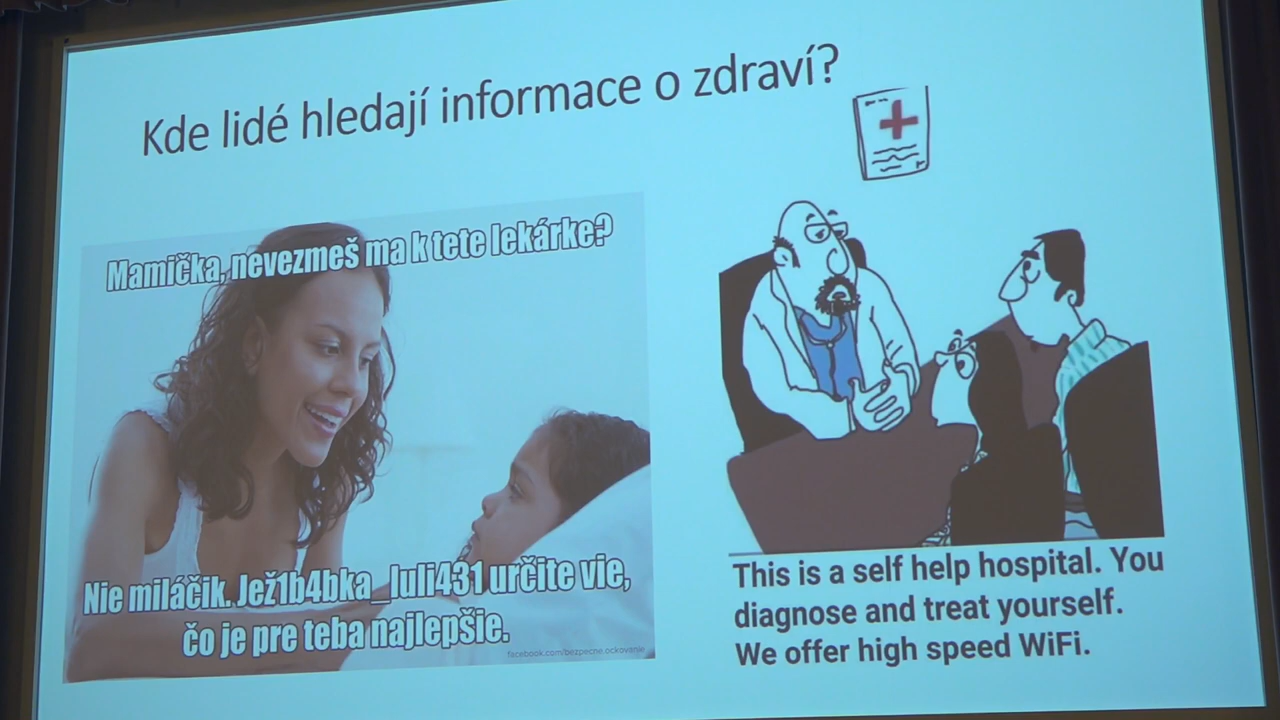 Kde lidé hledají informace o zdraví?
Mamička, nevezmeš ma k tete lekárke?
Nie miláčik. Jež1b4bka_luli431 určite vie,
čo je pre teba najlepšie.
facebook.com/bezpecne.ockovanie
This is a self help hospital. You
diagnose and treat yourself.
We offer high speed WiFi.